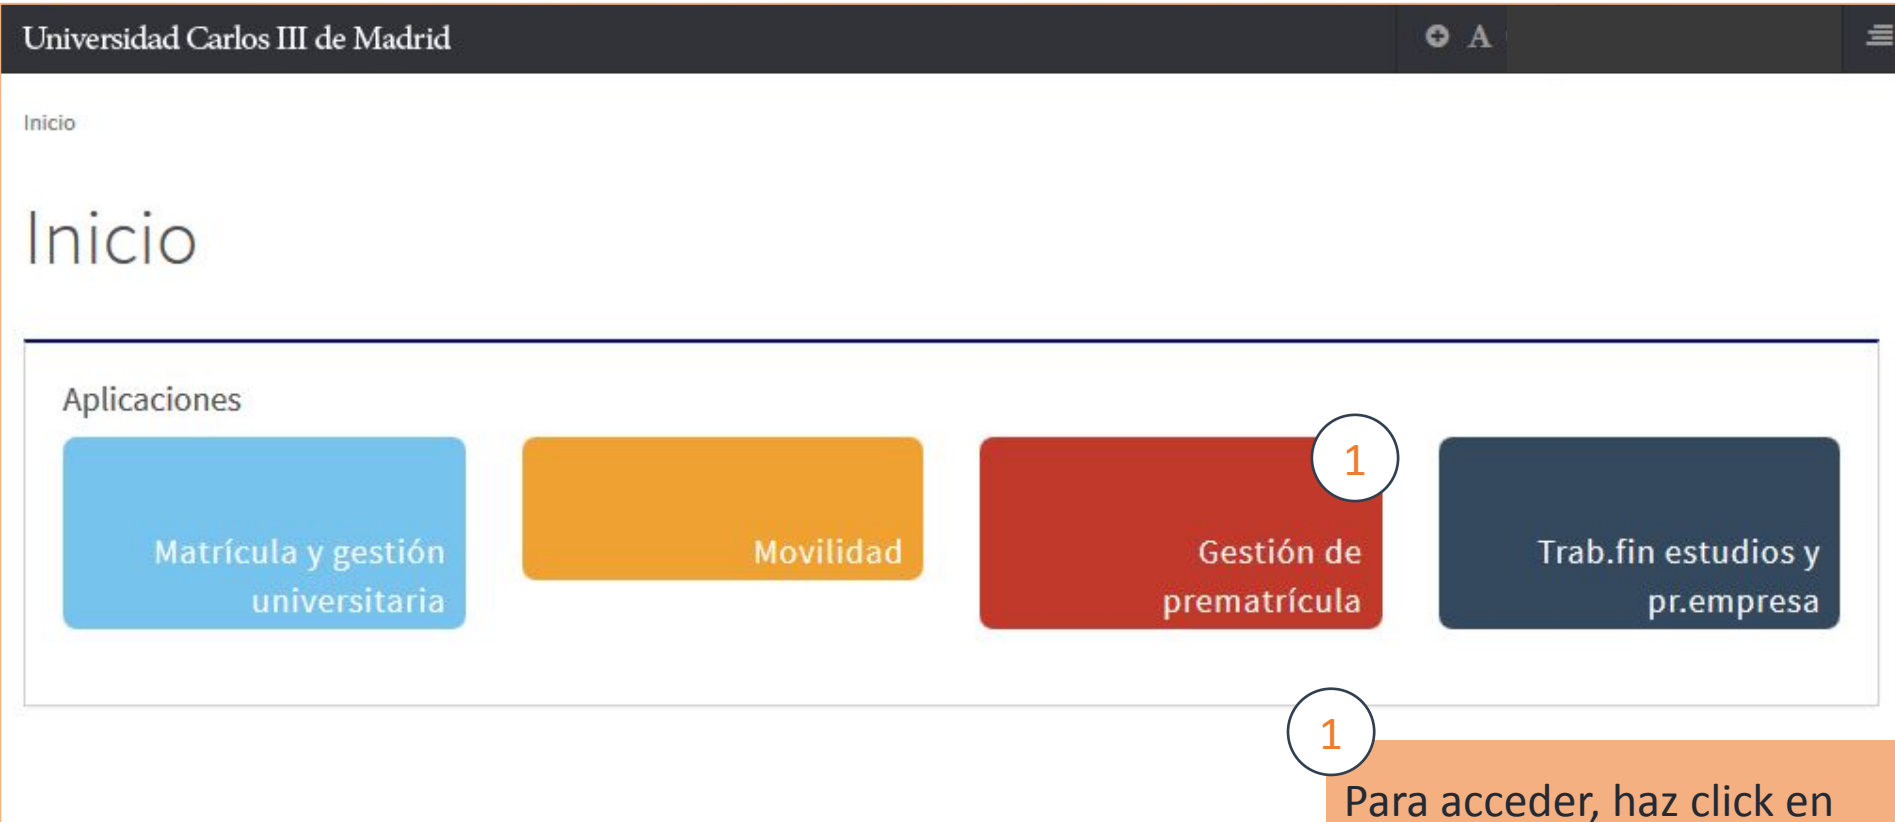 Universidad Carlos III de Madrid
A
Inicio
Inicio
Aplicaciones
1
Matrícula y gestión
universitaria
Movilidad
Gestión de
prematrícula
Trab.fin estudios y
pr.empresa
1
Para acceder, haz click en